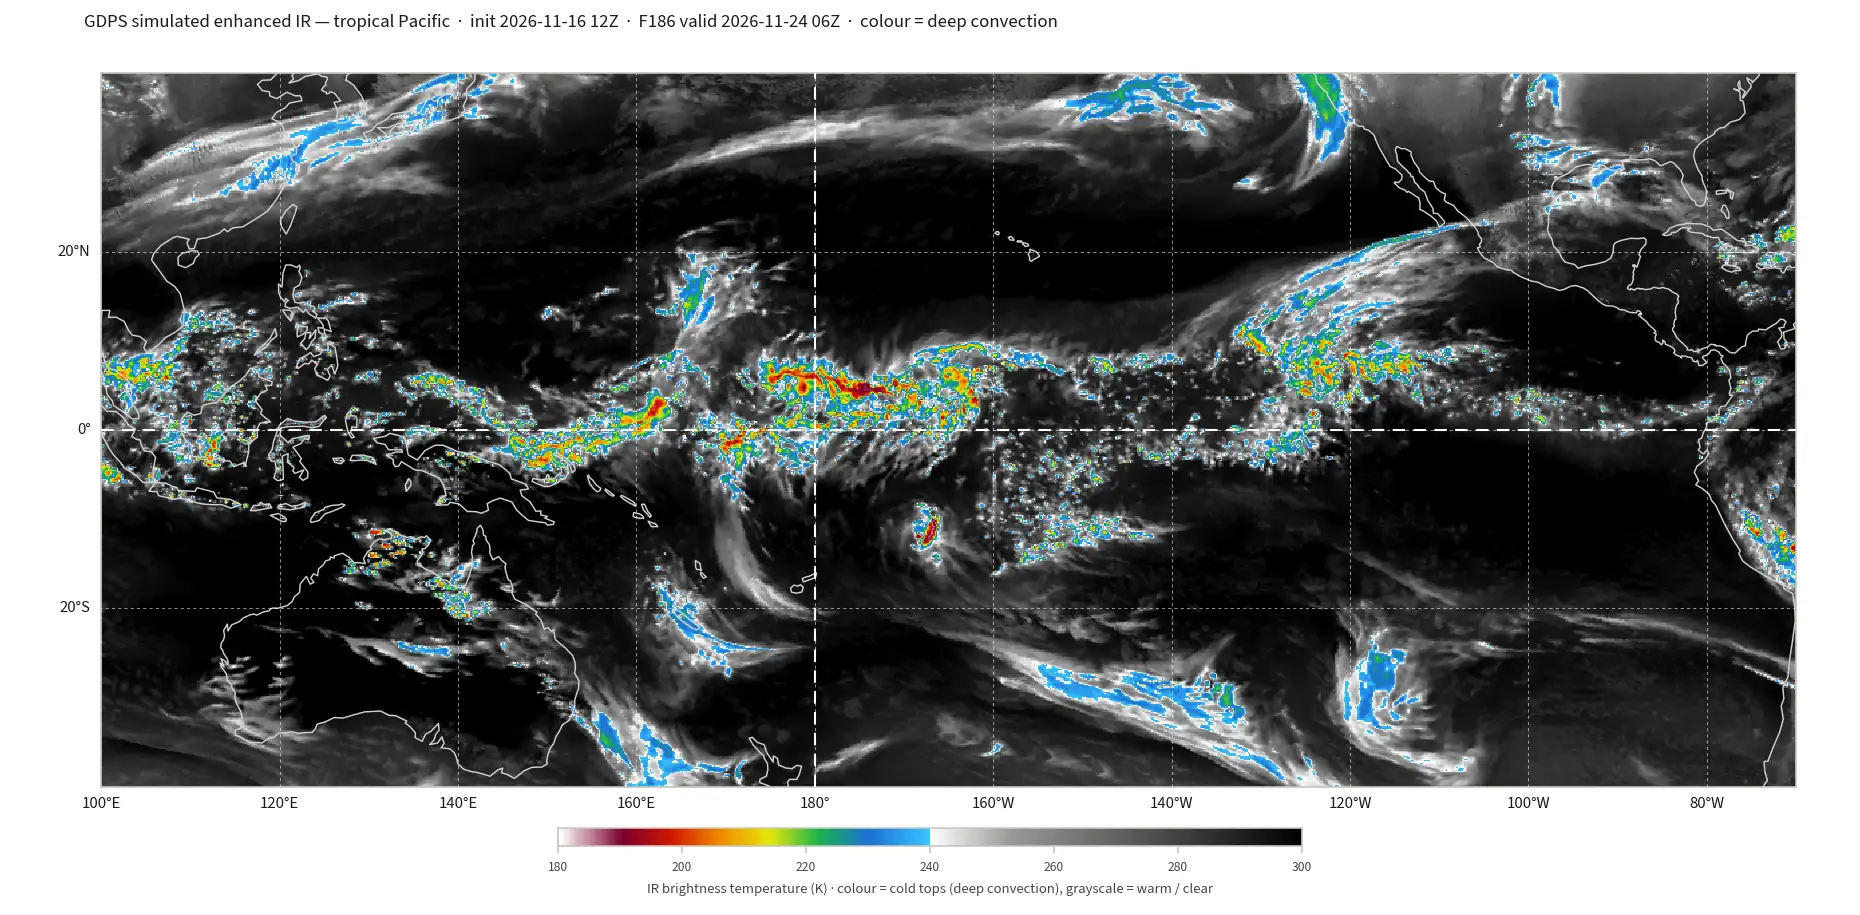 GDPS simulated enhanced IR — tropical Pacific · init 2026-11-16 12Z · F186 valid 2026-11-24 06Z · colour = deep convection
20°N
0°
20°S
100°E 120°E 140°E 160°E 180° 160°W 140°W 120°W 100°W 80°W
180 200 220 240 260 280 300
IR brightness temperature (K) · colour = cold tops (deep convection), grayscale = warm / clear